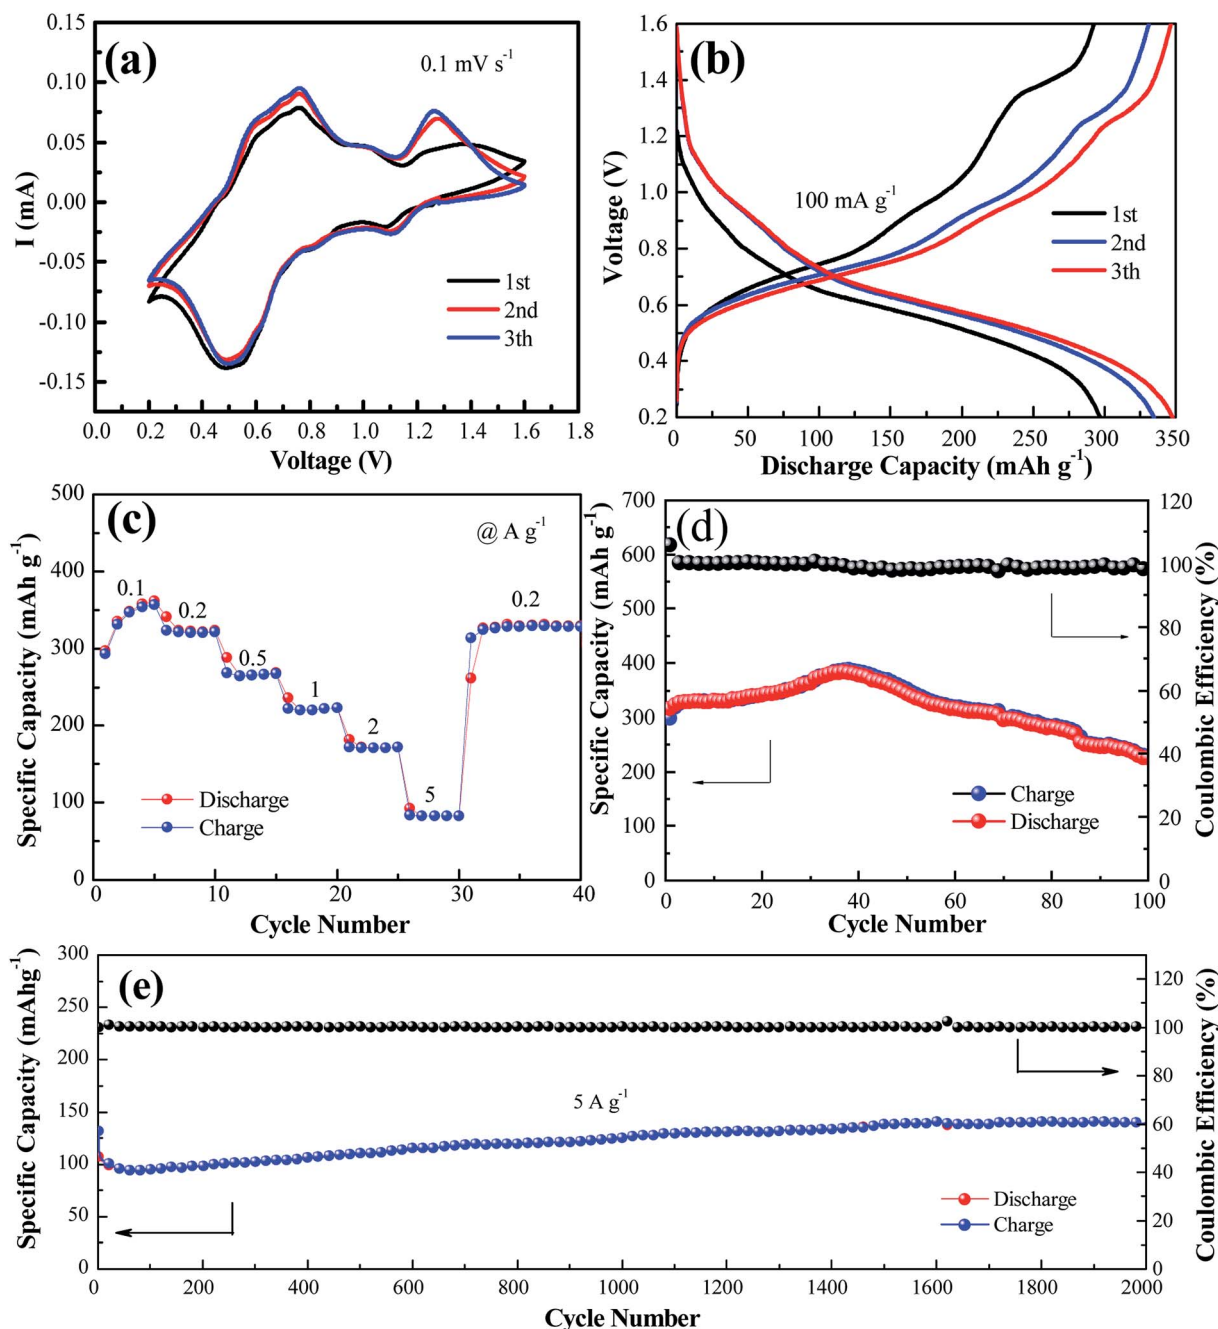 (a)
0.1 mV s-1
I (mA)
0.15
0.10
0.05
0.00
-0.05
-0.10
-0.15
1st
2nd
3th
0.0 0.2 0.4 0.6 0.8 1.0 1.2 1.4 1.6 1.8
Voltage (V)
(b)
100 mA g-1
Voltage (V)
1.6
1.4
1.2
1.0
0.8
0.6
0.4
0.2
1st
2nd
3th
0 50 100 150 200 250 300 350
Discharge Capacity (mAh g-1)
(c)
@ A g-1
Specific Capacity (mAh g-1)
500
400
300
200
100
0
0.1
0.2
0.5
1
2
5
0.2
Discharge
Charge
0 10 20 30 40
Cycle Number
(d)
Specific Capacity (mAh g-1)
700
600
500
400
300
200
100
0
Charge
Discharge
120
100
80
60
40
20
0
Coulombic Efficiency (%)
0 20 40 60 80 100
Cycle Number
(e)
Specific Capacity (mAhg-1)
300
250
200
150
100
50
0
5 A g-1
Discharge
Charge
120
100
80
60
40
20
0
Coulombic Efficiency (%)
0 200 400 600 800 1000 1200 1400 1600 1800 2000
Cycle Number